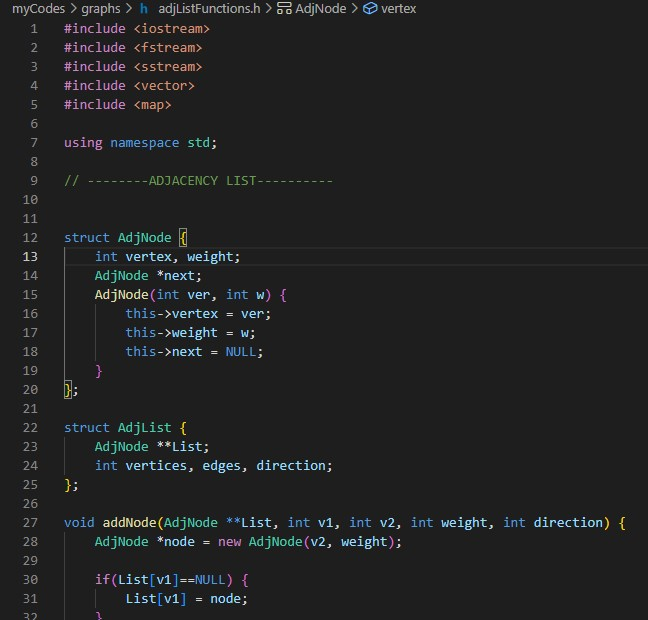 myCodes > graphs > h adjListFunctions.h > AdjNode > vertex
1 #include <iostream>
2 #include <fstream>
3 #include <sstream>
4 #include <vector>
5 #include <map>
6
7 using namespace std;
8
9 // --------ADJACENCY LIST----------
10
11
12 struct AdjNode {
13     int vertex, weight;
14     AdjNode *next;
15     AdjNode(int ver, int w) {
16         this->vertex = ver;
17         this->weight = w;
18         this->next = NULL;
19     }
20 };
21
22 struct AdjList {
23     AdjNode **List;
24     int vertices, edges, direction;
25 };
26
27 void addNode(AdjNode **List, int v1, int v2, int weight, int direction) {
28     AdjNode *node = new AdjNode(v2, weight);
29
30     if(List[v1]==NULL) {
31         List[v1] = node;
32     }